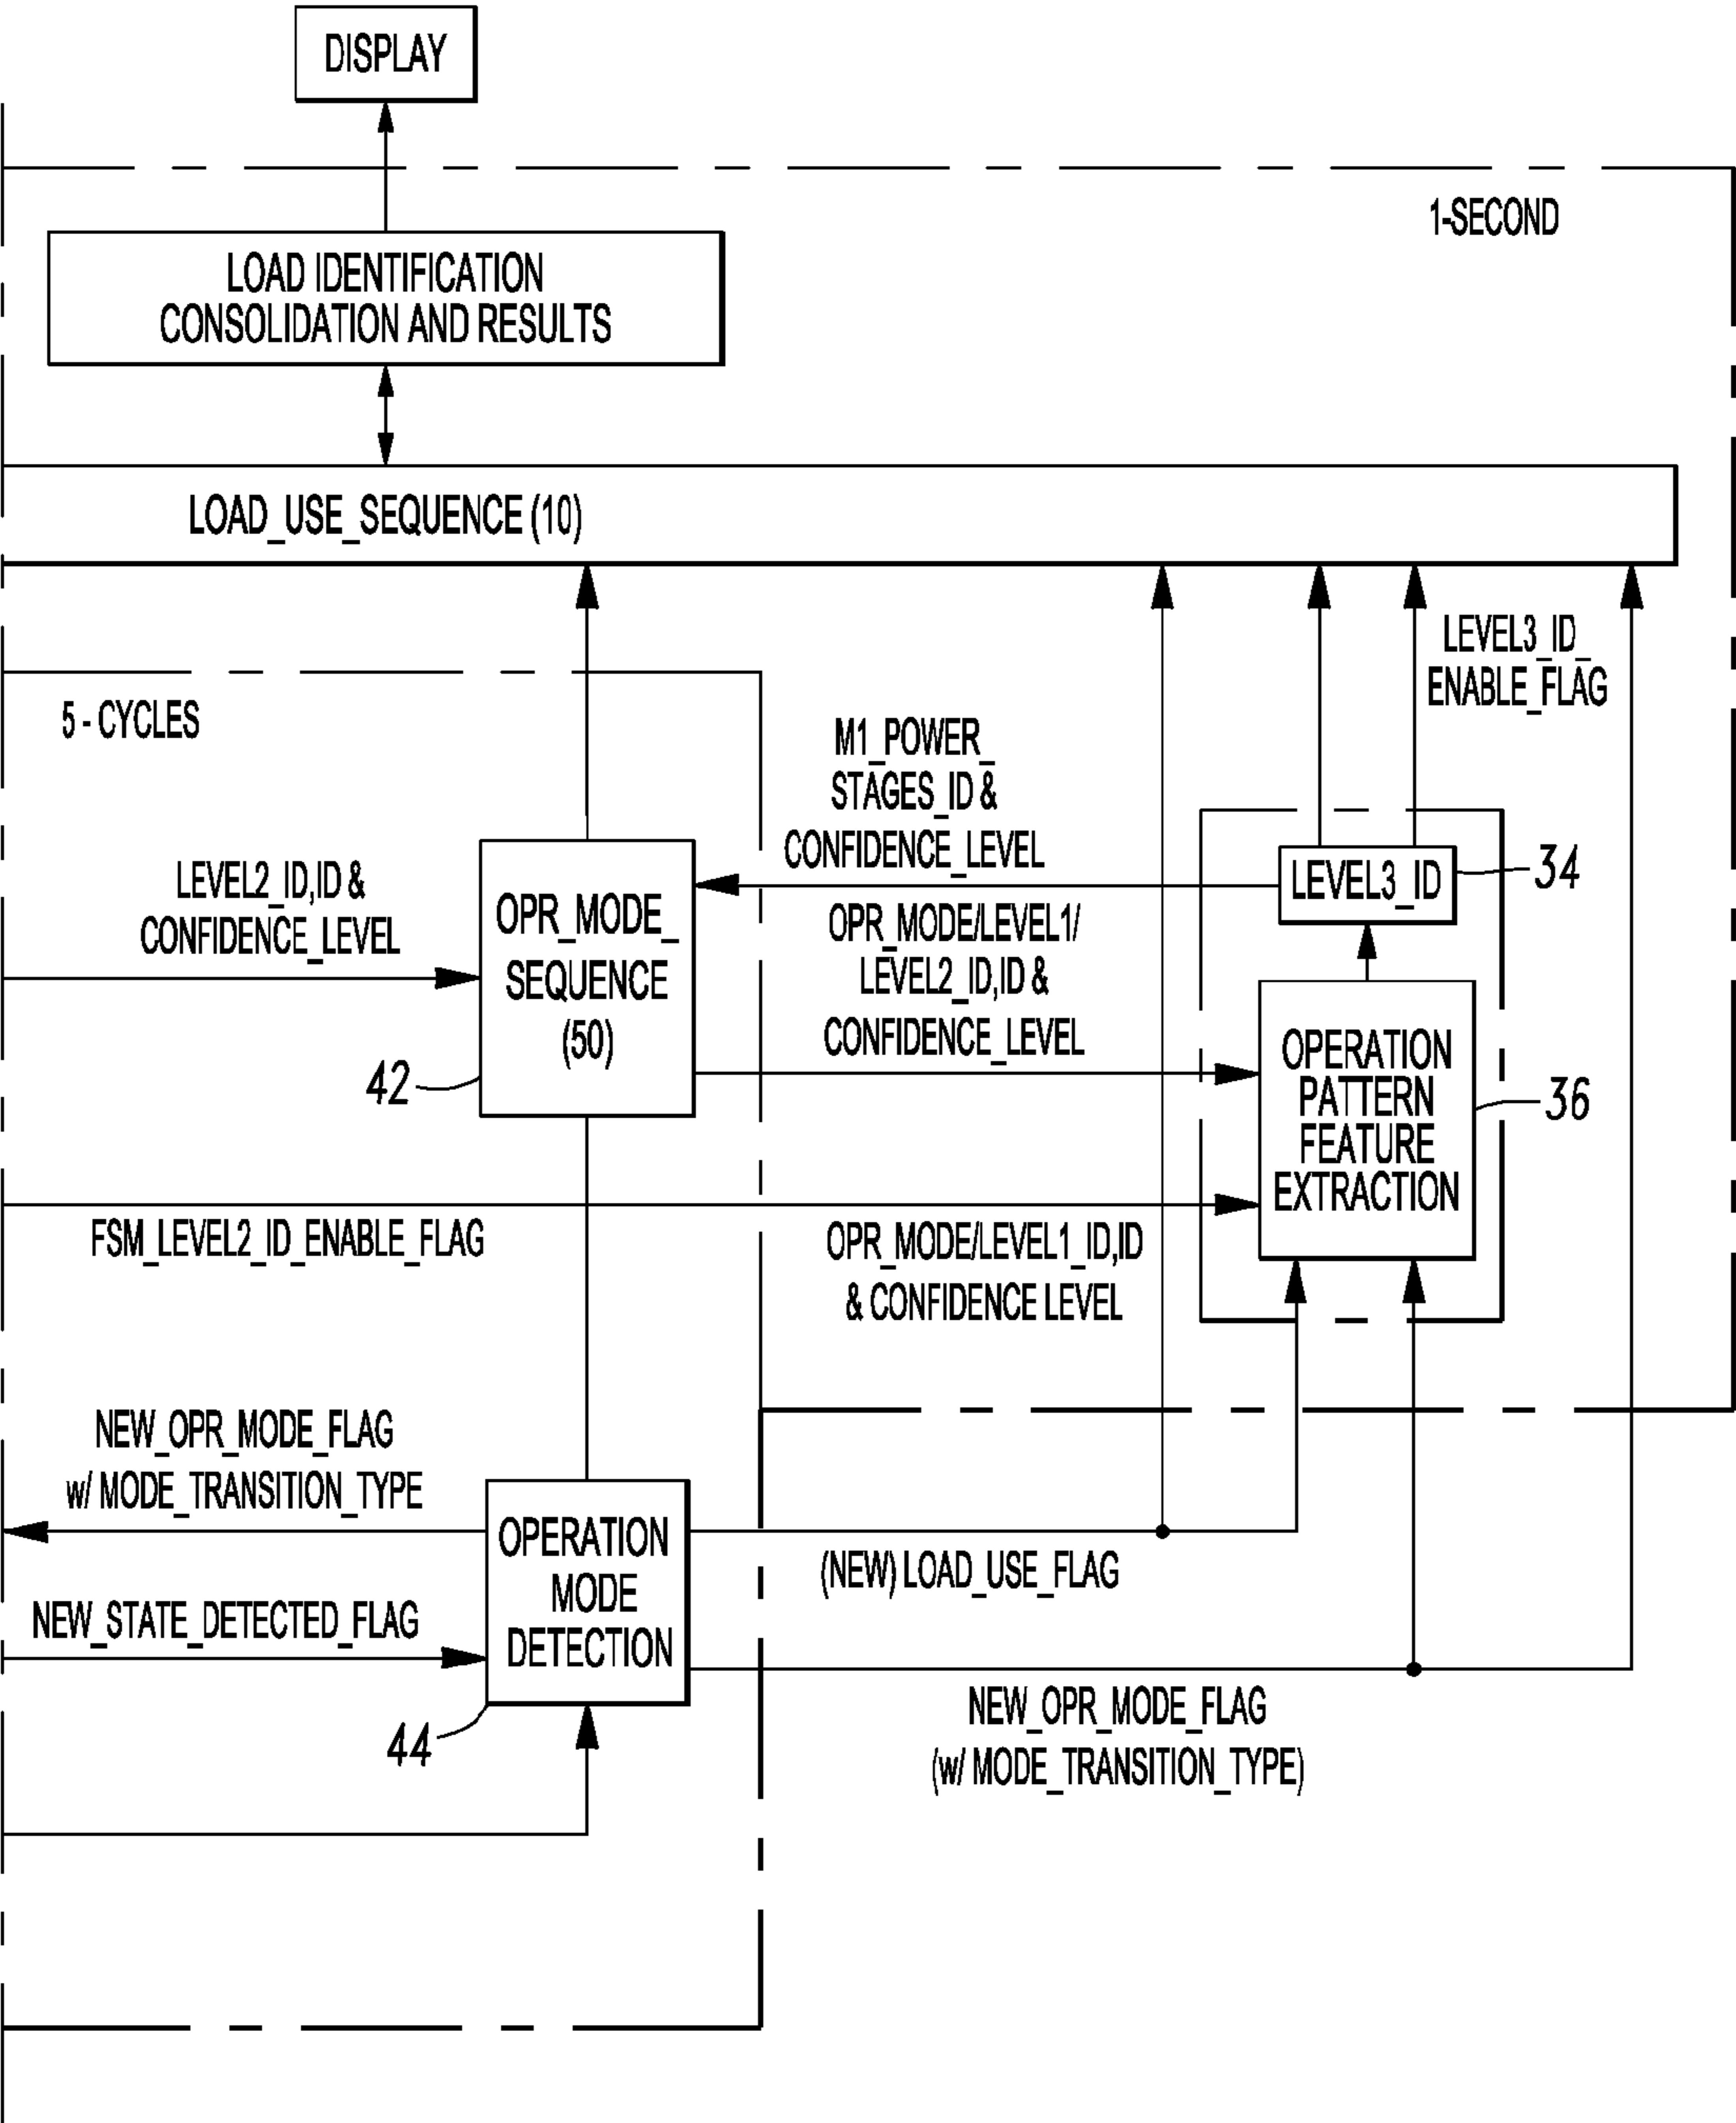 DISPLAY
1-SECOND
LOAD IDENTIFICATION
CONSOLIDATION AND RESULTS
LOAD_USE_SEQUENCE (10)
LEVEL3_ID_
ENABLE_FLAG
5 - CYCLES
M1_POWER_
STAGES_ID &
CONFIDENCE_LEVEL
LEVEL3_ID
34
LEVEL2_ID,ID &
CONFIDENCE_LEVEL
OPR_MODE_
SEQUENCE
(50)
42
OPR_MODE/LEVEL1/
LEVEL2_ID,ID &
CONFIDENCE_LEVEL
OPERATION
PATTERN
FEATURE
EXTRACTION
36
FSM_LEVEL2_ID_ENABLE_FLAG
OPR_MODE/LEVEL1_ID,ID
& CONFIDENCE LEVEL
NEW_OPR_MODE_FLAG
w/ MODE_TRANSITION_TYPE
OPERATION
MODE
DETECTION
44
NEW_STATE_DETECTED_FLAG
(NEW) LOAD_USE_FLAG
NEW_OPR_MODE_FLAG
(w/ MODE_TRANSITION_TYPE)